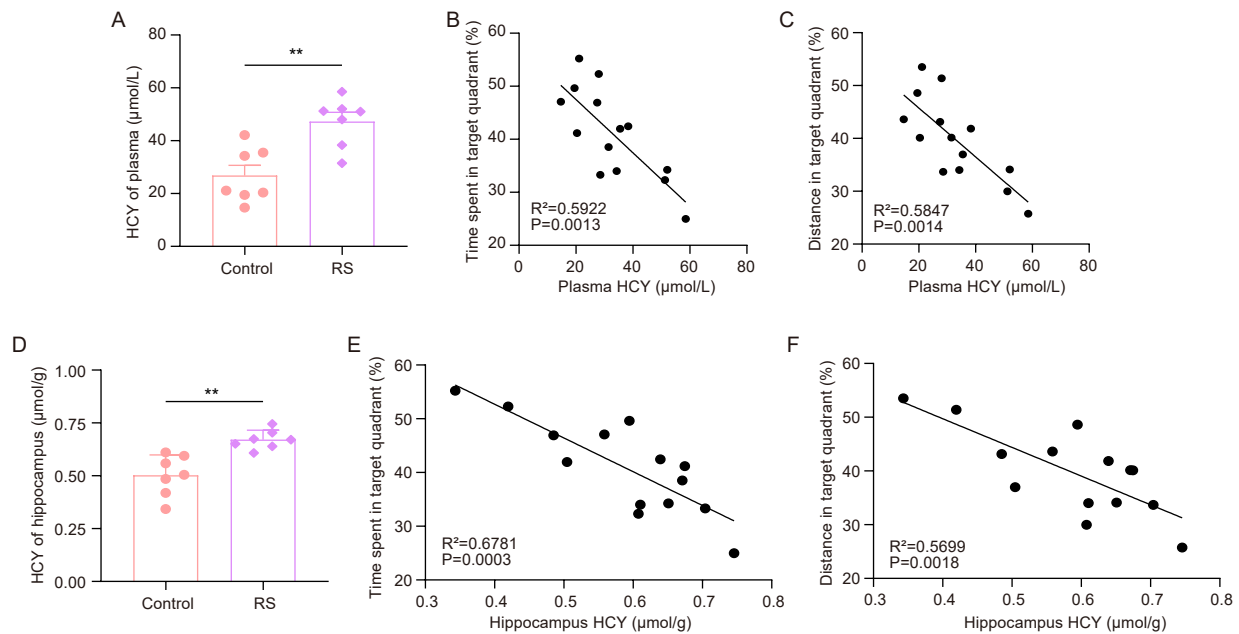 A
HCY of plasma (μmol/L)
80
60
40
20
0
**
Control
RS
B
Time spent in target quadrant (%)
60
50
40
30
20
R²=0.5922
P=0.0013
0
20
40
60
80
Plasma HCY (μmol/L)
C
Distance in target quadrant (%)
60
50
40
30
20
R²=0.5847
P=0.0014
0
20
40
60
80
Plasma HCY (μmol/L)
D
HCY of hippocampus (μmol/g)
1.00
0.75
0.50
0.25
0.00
**
Control
RS
E
Time spent in target quadrant (%)
60
50
40
30
20
R²=0.6781
P=0.0003
0.3
0.4
0.5
0.6
0.7
0.8
Hippocampus HCY (μmol/g)
F
Distance in target quadrant (%)
60
50
40
30
20
R²=0.5699
P=0.0018
0.3
0.4
0.5
0.6
0.7
0.8
Hippocampus HCY (μmol/g)